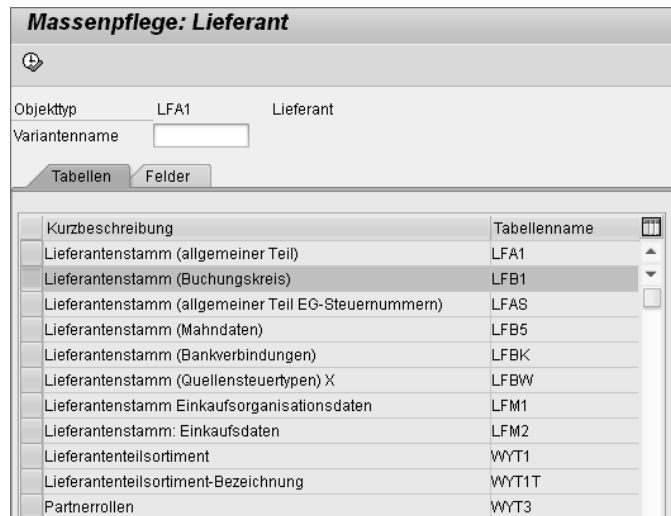 Massenpflege: Lieferant
Objekttyp LFA1 Lieferant
Variantenname
Tabellen Felder
Kurzbeschreibung Tabellenname
Lieferantenstamm (allgemeiner Teil) LFA1
Lieferantenstamm (Buchungskreis) LFB1
Lieferantenstamm (allgemeiner Teil EG-Steuernummern) LFAS
Lieferantenstamm (Mahndaten) LFB5
Lieferantenstamm (Bankverbindungen) LFBK
Lieferantenstamm (Quellensteuertypen) X LFBW
Lieferantenstamm Einkaufsorganisationsdaten LFM1
Lieferantenstamm: Einkaufsdaten LFM2
Lieferantenteilsortiment WYT1
Lieferantenteilsortiment-Bezeichnung WYT1T
Partnerrollen WYT3